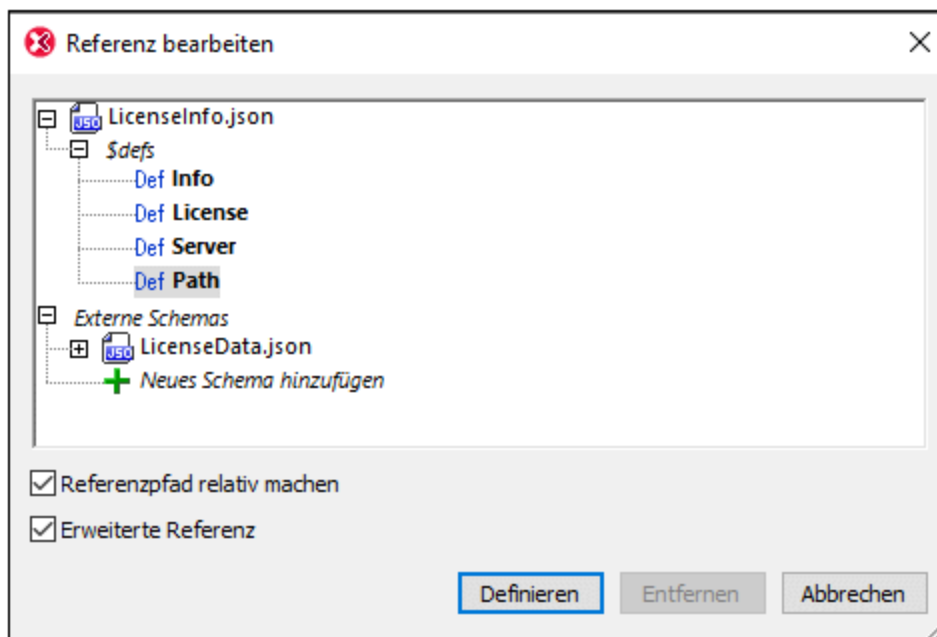 Referenz bearbeiten
LicenseInfo.json
$defs
Def Info
Def License
Def Server
Def Path
Externe Schemas
LicenseData.json
Neues Schema hinzufügen
Referenzpfad relativ machen
Erweiterte Referenz
Definieren Entfernen Abbrechen